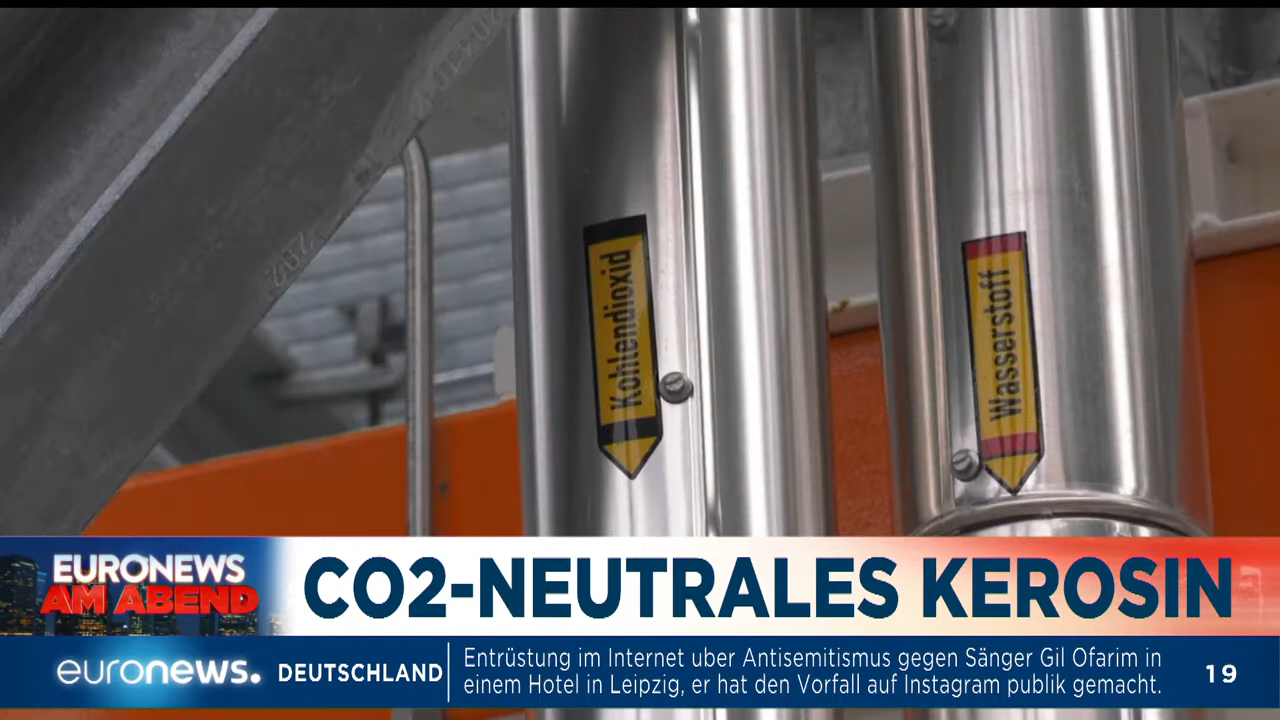 Kohlendioxid
Wasserstoff
EURONEWS
AM ABEND
CO2-NEUTRALES KEROSIN
euronews.
DEUTSCHLAND
Entrüstung im Internet uber Antisemitismus gegen Sänger Gil Ofarim in
einem Hotel in Leipzig, er hat den Vorfall auf Instagram publik gemacht.
19